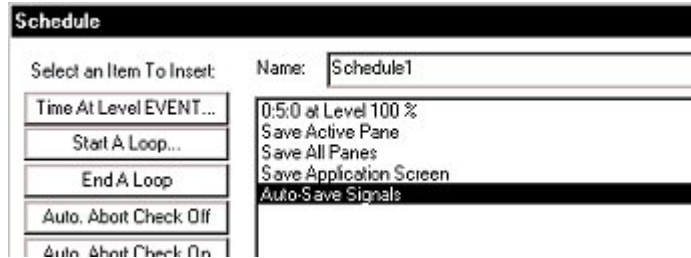 Schedule
Select an Item To Insert:
Name: Schedule1
Time At Level EVENT...
Start A Loop...
End A Loop
Auto. Abort Check Off
Auto. Abort Check On
0:5:0 at Level 100 %
Save Active Pane
Save All Panes
Save Application Screen
Auto-Save Signals